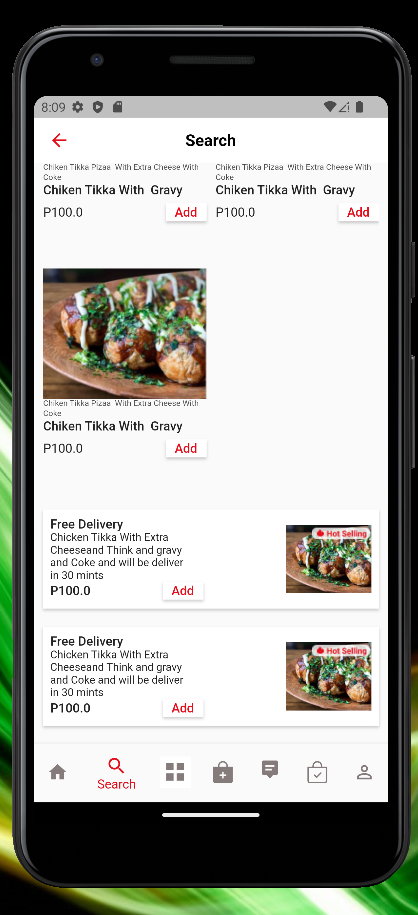 8:09
Search
Chiken Tikka Pizaa With Extra Cheese With
Coke
Chiken Tikka With Gravy
P100.0 Add
Chiken Tikka Pizaa With Extra Cheese With
Coke
Chiken Tikka With Gravy
P100.0 Add
Chiken Tikka Pizaa With Extra Cheese With
Coke
Chiken Tikka With Gravy
P100.0 Add
Free Delivery
Chicken Tikka With Extra
Cheeseand Think and gravy
and Coke and will be deliver
in 30 mints
P100.0 Add
Hot Selling
Free Delivery
Chicken Tikka With Extra
Cheeseand Think and gravy
and Coke and will be deliver
in 30 mints
P100.0 Add
Hot Selling
Search